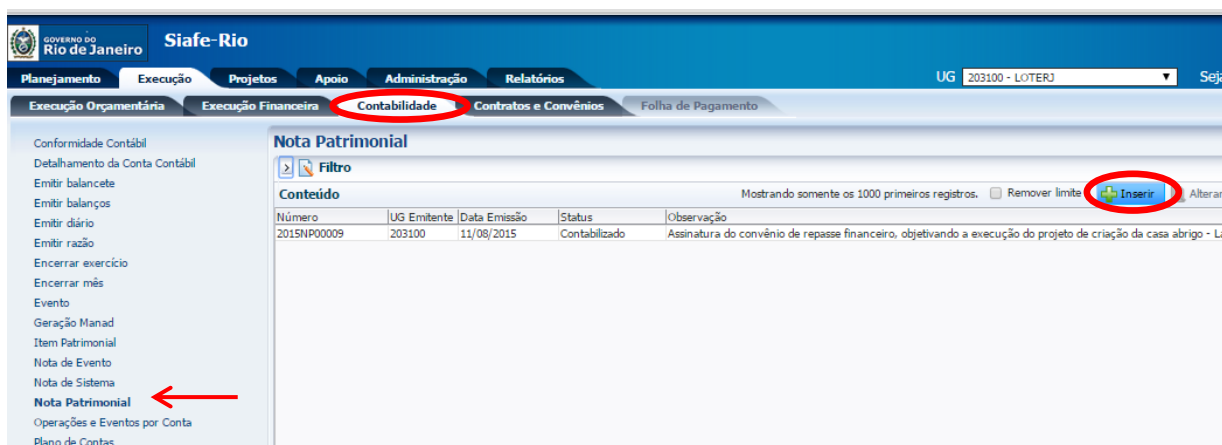 GOVERNO DO
Rio de Janeiro
Siafe-Rio
Planejamento Execução Projetos Apoio Administração Relatórios UG 203100 - LOTERJ Seja
Execução Orçamentária Execução Financeira Contabilidade Contratos e Convênios Folha de Pagamento
Conformidade Contábil
Detalhamento da Conta Contábil
Emitir balancete
Emitir balanços
Emitir diário
Emitir razão
Encerrar exercício
Encerrar mês
Evento
Geração Manad
Item Patrimonial
Nota de Evento
Nota de Sistema
Nota Patrimonial
Operações e Eventos por Conta
Plano de Contas
Nota Patrimonial
Filtro
Conteúdo Mostrando somente os 1000 primeiros registros. Remover limite Inserir Alterar
Número UG Emitente Data Emissão Status Observação
2015NP00009 203100 11/08/2015 Contabilizado Assinatura do convênio de repasse financeiro, objetivando a execução do projeto de criação da casa abrigo - La